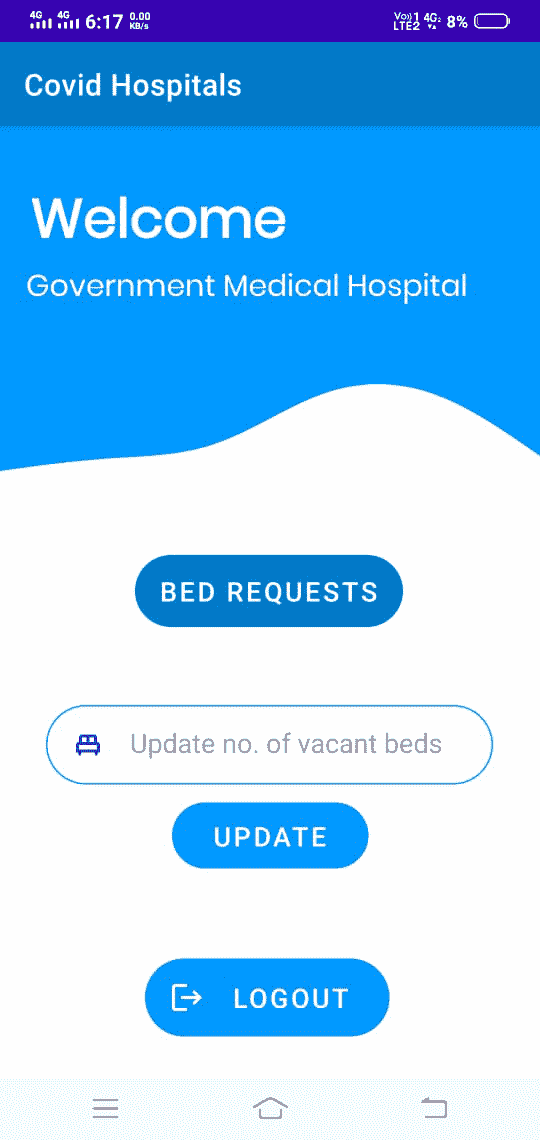 4G 4G 6:17 0.00 KB/s Vo))1 LTE2 4G 8%
Covid Hospitals
Welcome
Government Medical Hospital
BED REQUESTS
Update no. of vacant beds
UPDATE
LOGOUT